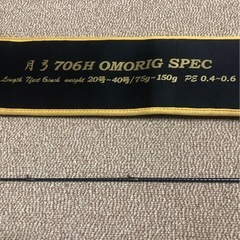 月ろ 706H OMORIG SPEC
Length 7feet 6inch weight 20号~40号/75g~150g PE 0.4~0.6